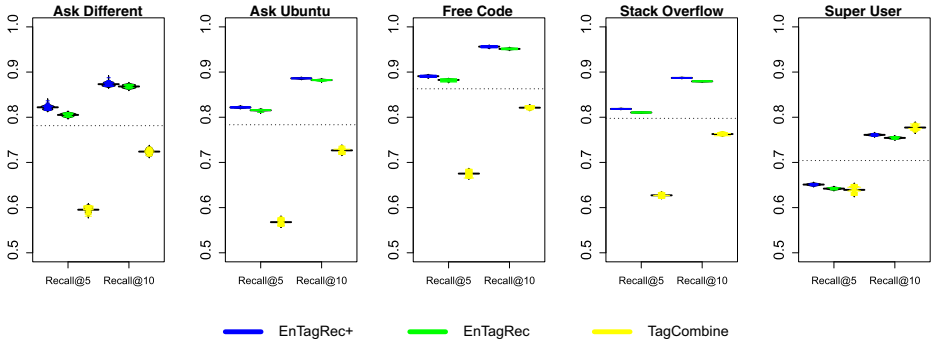 Ask Different
Ask Ubuntu
Free Code
Stack Overflow
Super User
1.0
0.9
0.8
0.7
0.6
0.5
Recall@5
Recall@10
1.0
0.9
0.8
0.7
0.6
0.5
Recall@5
Recall@10
1.0
0.9
0.8
0.7
0.6
0.5
Recall@5
Recall@10
1.0
0.9
0.8
0.7
0.6
0.5
Recall@5
Recall@10
1.0
0.9
0.8
0.7
0.6
0.5
Recall@5
Recall@10
EnTagRec+
EnTagRec
TagCombine